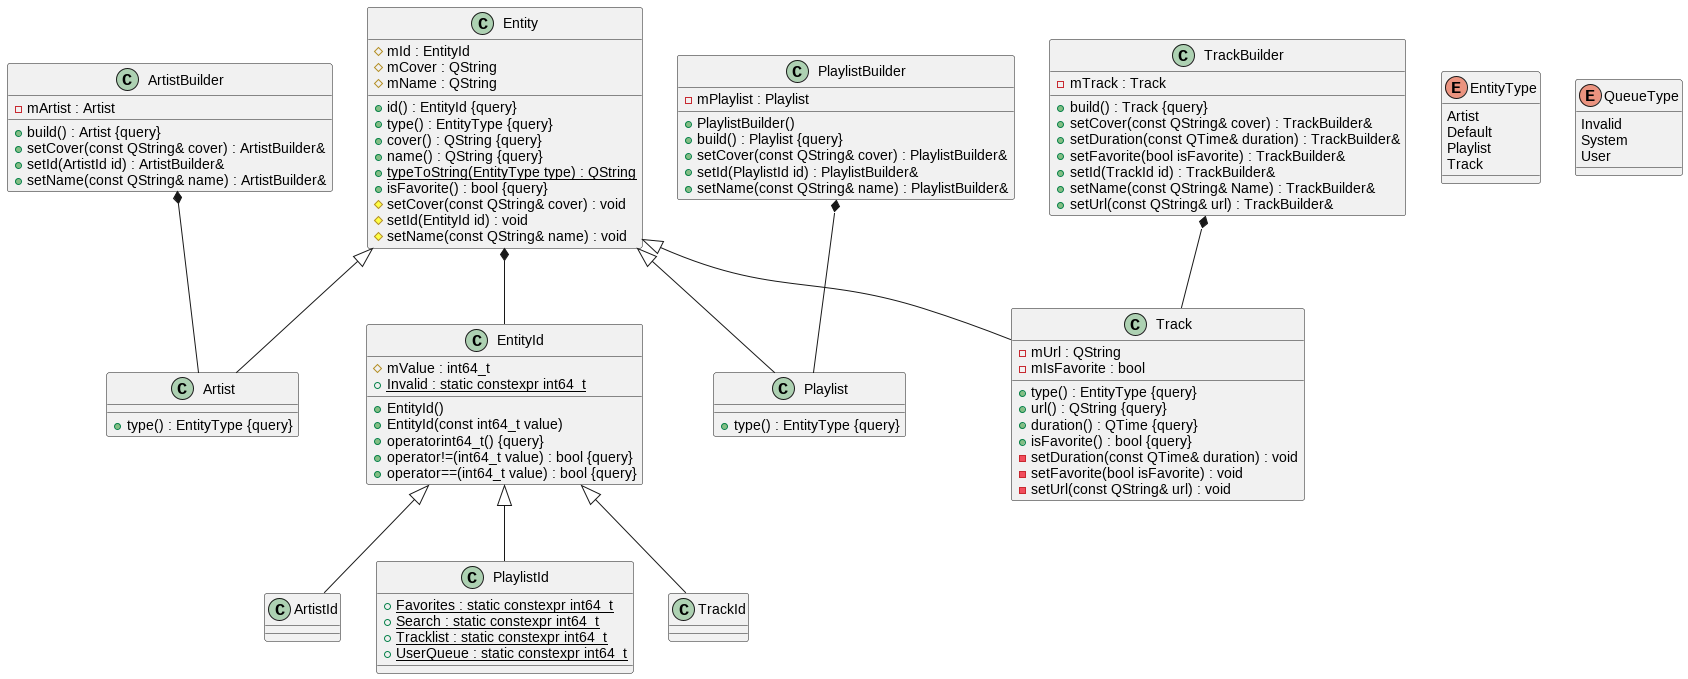 C ArtistBuilder
mArtist : Artist
build() : Artist {query}
setCover(const QString& cover) : ArtistBuilder&
setId(ArtistId id) : ArtistBuilder&
setName(const QString& name) : ArtistBuilder&
C Entity
mId : EntityId
mCover : QString
mName : QString
id() : EntityId {query}
type() : EntityType {query}
cover() : QString {query}
name() : QString {query}
typeToString(EntityType type) : QString
isFavorite() : bool {query}
setCover(const QString& cover) : void
setId(EntityId id) : void
setName(const QString& name) : void
C PlaylistBuilder
mPlaylist : Playlist
PlaylistBuilder()
build() : Playlist {query}
setCover(const QString& cover) : PlaylistBuilder&
setId(PlaylistId id) : PlaylistBuilder&
setName(const QString& name) : PlaylistBuilder&
C TrackBuilder
mTrack : Track
build() : Track {query}
setCover(const QString& cover) : TrackBuilder&
setDuration(const QTime& duration) : TrackBuilder&
setFavorite(bool isFavorite) : TrackBuilder&
setId(TrackId id) : TrackBuilder&
setName(const QString& Name) : TrackBuilder&
setUrl(const QString& url) : TrackBuilder&
E EntityType
Artist
Default
Playlist
Track
E QueueType
Invalid
System
User
C Artist
type() : EntityType {query}
C EntityId
mValue : int64_t
Invalid : static constexpr int64_t
EntityId()
EntityId(const int64_t value)
operatorint64_t() {query}
operator!=(int64_t value) : bool {query}
operator==(int64_t value) : bool {query}
C Playlist
type() : EntityType {query}
C Track
mUrl : QString
mIsFavorite : bool
type() : EntityType {query}
url() : QString {query}
duration() : QTime {query}
isFavorite() : bool {query}
setDuration(const QTime& duration) : void
setFavorite(bool isFavorite) : void
setUrl(const QString& url) : void
C ArtistId
C PlaylistId
Favorites : static constexpr int64_t
Search : static constexpr int64_t
Tracklist : static constexpr int64_t
UserQueue : static constexpr int64_t
C TrackId